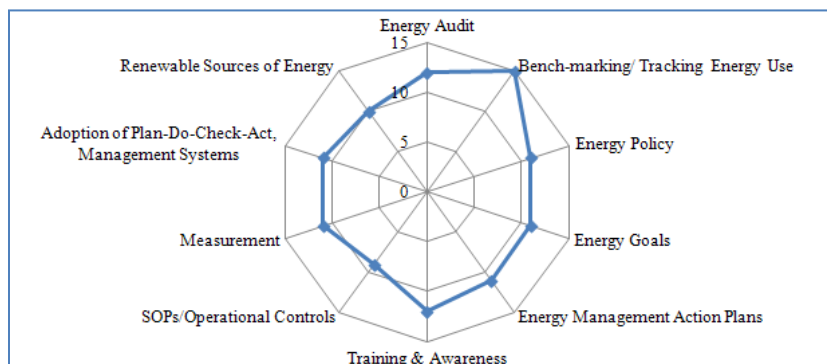 Energy Audit
15
Renewable Sources of Energy
Bench-marking/ Tracking Energy Use
10
Adoption of Plan-Do-Check-Act,
Management Systems
Energy Policy
5
0
Measurement
Energy Goals
SOPs/Operational Controls
Energy Management Action Plans
Training & Awareness